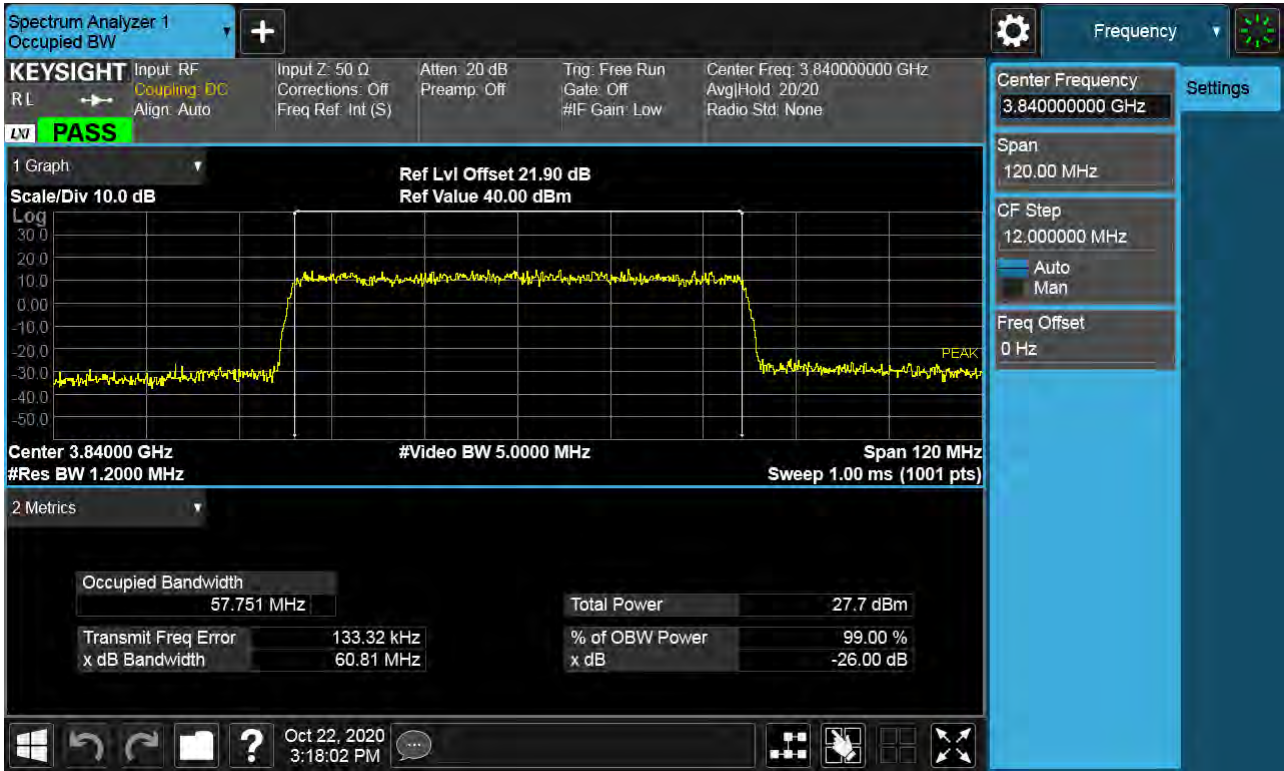 Spectrum Analyzer 1
Occupied BW
+
Frequency
KEYSIGHT
RL
LXI
PASS
Input: RF
Coupling: DC
Align: Auto
Input Z: 50 Ω
Corrections: Off
Freq Ref: Int (S)
Atten: 20 dB
Preamp: Off
Trig: Free Run
Gate: Off
#IF Gain: Low
Center Freq: 3.840000000 GHz
Avg|Hold: 20/20
Radio Std: None
Center Frequency
3.840000000 GHz
Settings
Span
120.00 MHz
CF Step
12.000000 MHz
Auto
Man
Freq Offset
0 Hz
1 Graph
Scale/Div 10.0 dB
Ref Lvl Offset 21.90 dB
Ref Value 40.00 dBm
Log
30.0
20.0
10.0
0.00
-10.0
-20.0
-30.0
-40.0
-50.0
PEAK
Center 3.84000 GHz
#Video BW 5.0000 MHz
Span 120 MHz
#Res BW 1.2000 MHz
Sweep 1.00 ms (1001 pts)
2 Metrics
Occupied Bandwidth
57.751 MHz
Total Power 27.7 dBm
Transmit Freq Error 133.32 kHz
% of OBW Power 99.00 %
x dB Bandwidth 60.81 MHz
x dB -26.00 dB
?
Oct 22, 2020
3:18:02 PM